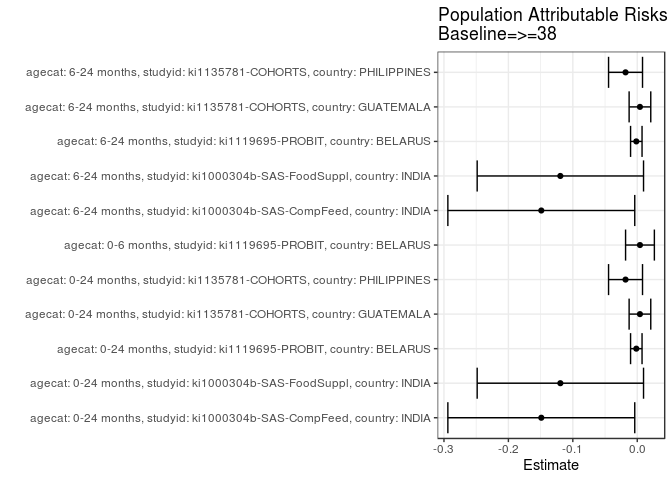 Population Attributable Risks
Baseline=>=38
agecat: 6-24 months, studyid: ki1135781-COHORTS, country: PHILIPPINES
agecat: 6-24 months, studyid: ki1135781-COHORTS, country: GUATEMALA
agecat: 6-24 months, studyid: ki1119695-PROBIT, country: BELARUS
agecat: 6-24 months, studyid: ki1000304b-SAS-FoodSuppl, country: INDIA
agecat: 6-24 months, studyid: ki1000304b-SAS-CompFeed, country: INDIA
agecat: 0-6 months, studyid: ki1119695-PROBIT, country: BELARUS
agecat: 0-24 months, studyid: ki1135781-COHORTS, country: PHILIPPINES
agecat: 0-24 months, studyid: ki1135781-COHORTS, country: GUATEMALA
agecat: 0-24 months, studyid: ki1119695-PROBIT, country: BELARUS
agecat: 0-24 months, studyid: ki1000304b-SAS-FoodSuppl, country: INDIA
agecat: 0-24 months, studyid: ki1000304b-SAS-CompFeed, country: INDIA
-0.3 -0.2 -0.1 0.0
Estimate